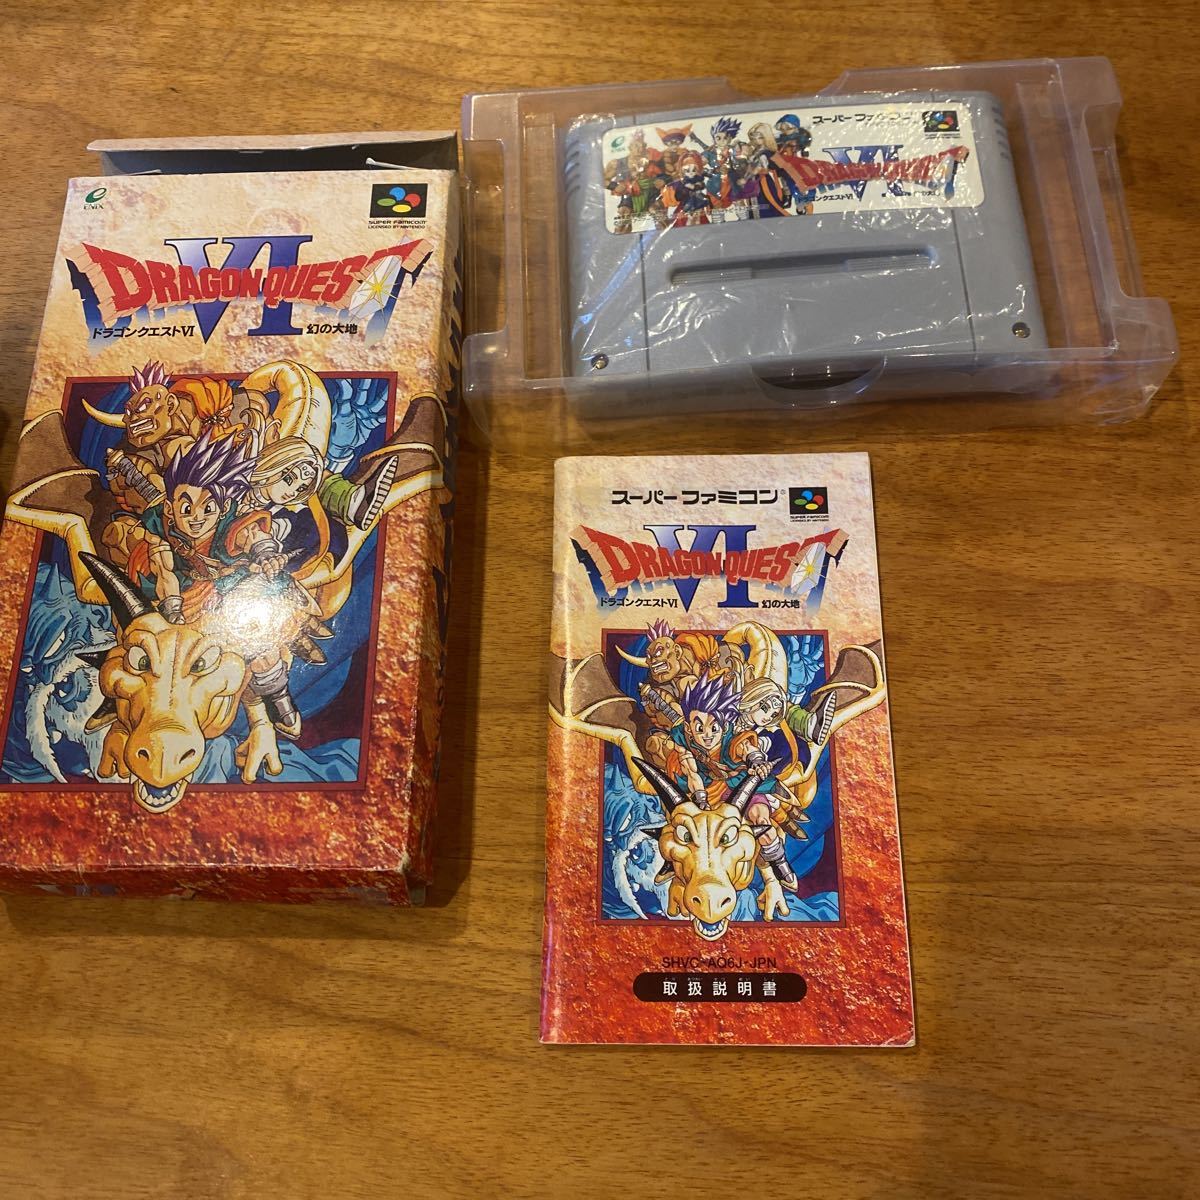 ENIX
SUPER FAMICOM
LICENSED BY NINTENDO
DRAGON QUEST
VI
ドラゴンクエストVI 幻の大地
ENIX
スーパーファミコン
DRAGON QUEST
VI
ドラゴンクエストVI
スーパーファミコン®
SUPER FAMICOM
LICENSED BY NINTENDO
DRAGON QUEST
VI
ドラゴンクエストVI 幻の大地
SHVC-AQ6J-JPN
取扱説明書